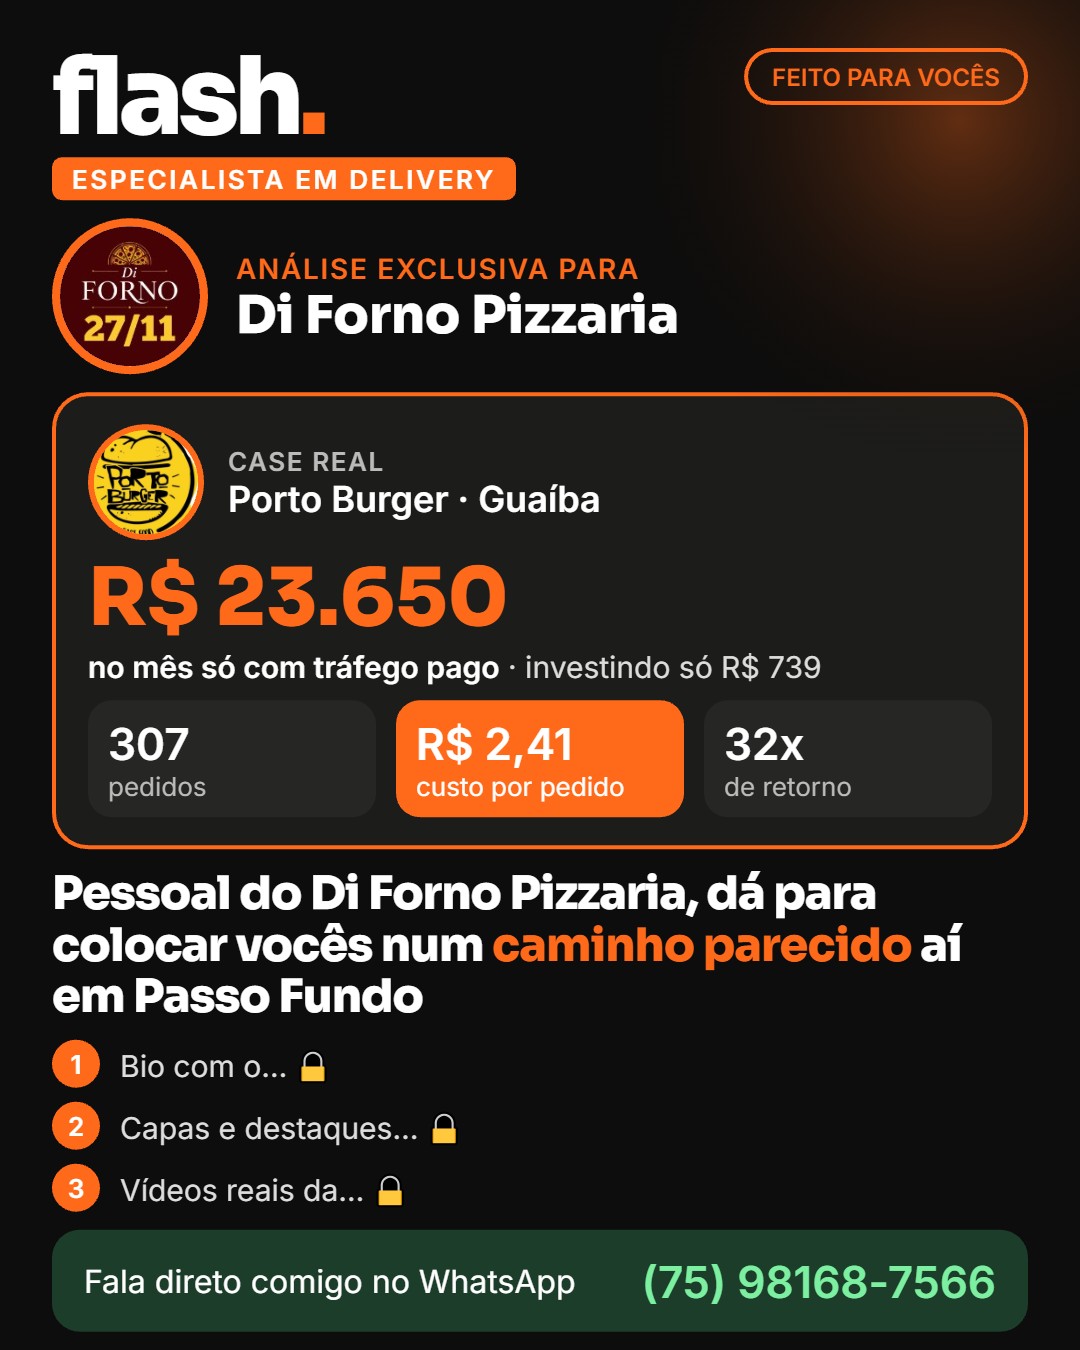 flash.
FEITO PARA VOCÊS
ESPECIALISTA EM DELIVERY
Di
FORNO
27/11
ANÁLISE EXCLUSIVA PARA
Di Forno Pizzaria
PORTO
BURGER
CASE REAL
Porto Burger · Guaíba
R$ 23.650
no mês só com tráfego pago · investindo só R$ 739
307
pedidos
R$ 2,41
custo por pedido
32x
de retorno
Pessoal do Di Forno Pizzaria, dá para
colocar vocês num caminho parecido aí
em Passo Fundo
1 Bio com o... 🔒
2 Capas e destaques... 🔒
3 Vídeos reais da... 🔒
Fala direto comigo no WhatsApp (75) 98168-7566